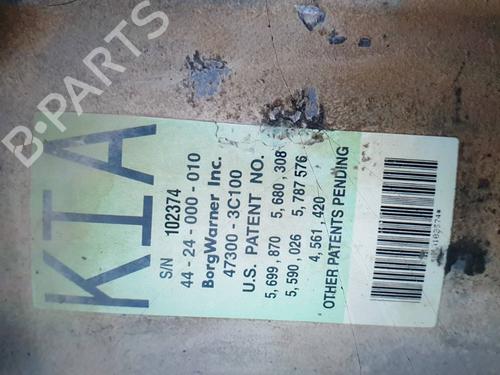 B-PARTS
KIA
S/N 102374
44-24-000-010
BorgWarner Inc.
47300-3C100
U.S. PATENT NO.
5,699,870 5,680,308
5,590,026 5,787,576
4,561,420
OTHER PATENTS PENDING